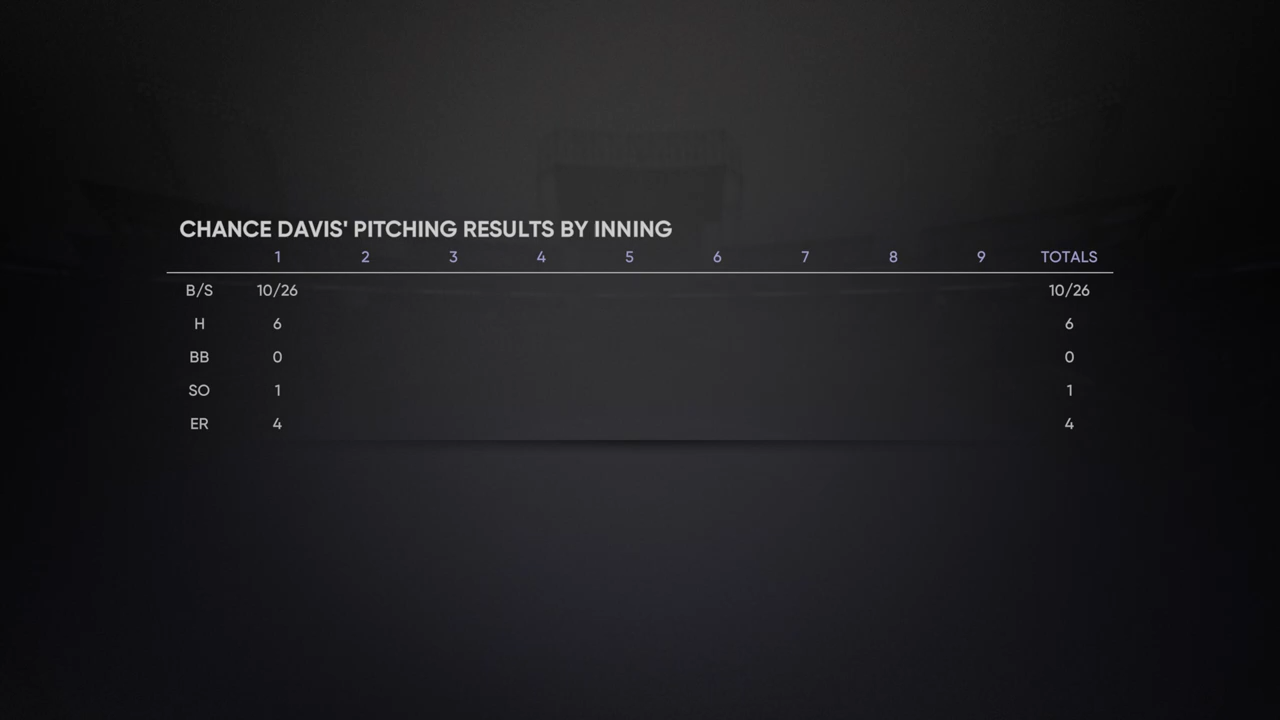 CHANCE DAVIS' PITCHING RESULTS BY INNING
1 2 3 4 5 6 7 8 9 TOTALS
B/S 10/26 10/26
H 6 6
BB 0 0
SO 1 1
ER 4 4